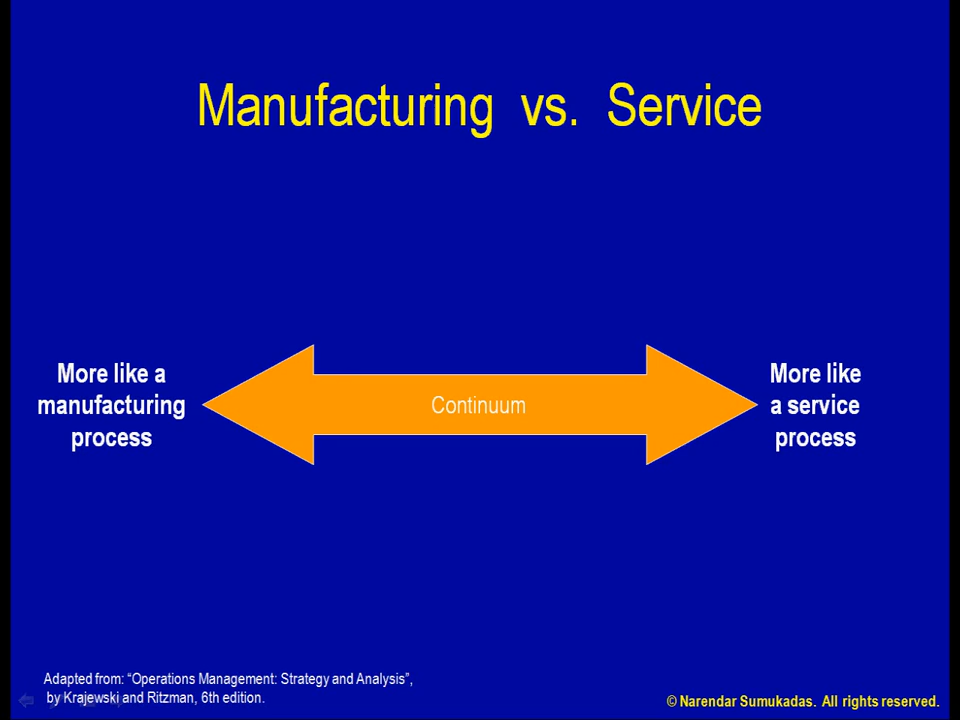 Manufacturing vs. Service
More like a
manufacturing
process
Continuum
More like
a service
process
Adapted from: “Operations Management: Strategy and Analysis”,
by Krajewski and Ritzman, 6th edition.
© Narendar Sumukadas. All rights reserved.